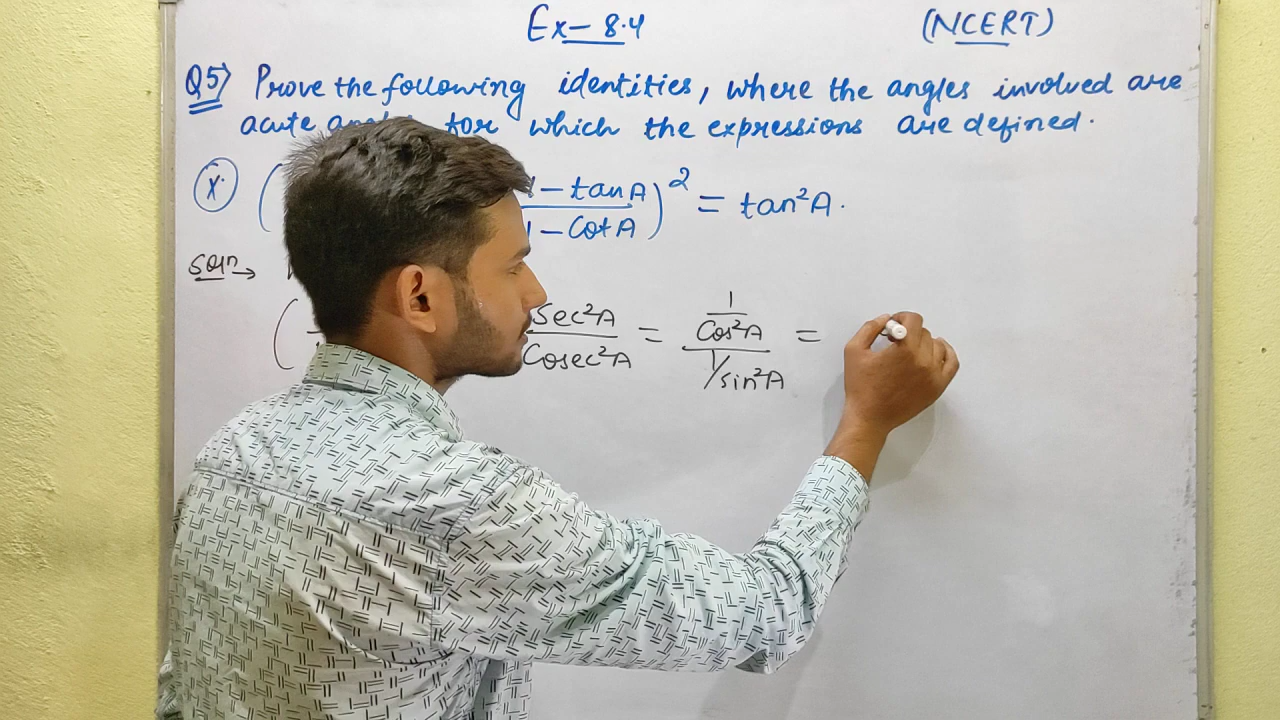 Ex- 8.4 (NCERT)
Q5> Prove the following identities, where the angles involved are
acute for which the expressions are defined.
(x.) ( 1 - tanA / 1 - CotA )² = tan²A.
Soln→
( Sec²A / Cosec²A = 1/Cos²A / 1/sin²A =